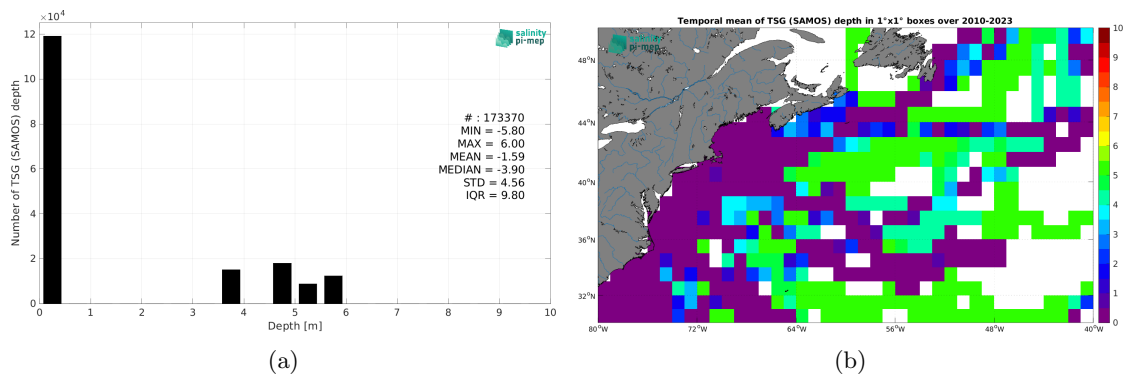 ×10⁴
12
10
8
6
4
2
0
Number of TSG (SAMOS) depth
salinity
pi-mep
# : 173370
MIN = -5.80
MAX = 6.00
MEAN = -1.59
MEDIAN = -3.90
STD = 4.56
IQR = 9.80
0 1 2 3 4 5 6 7 8 9 10
Depth [m]
(a)
Temporal mean of TSG (SAMOS) depth in 1°x1° boxes over 2010-2023
salinity
pi-mep
48°N
44°N
40°N
36°N
32°N
80°W 72°W 64°W 56°W 48°W 40°W
10
9
8
7
6
5
4
3
2
1
0
(b)